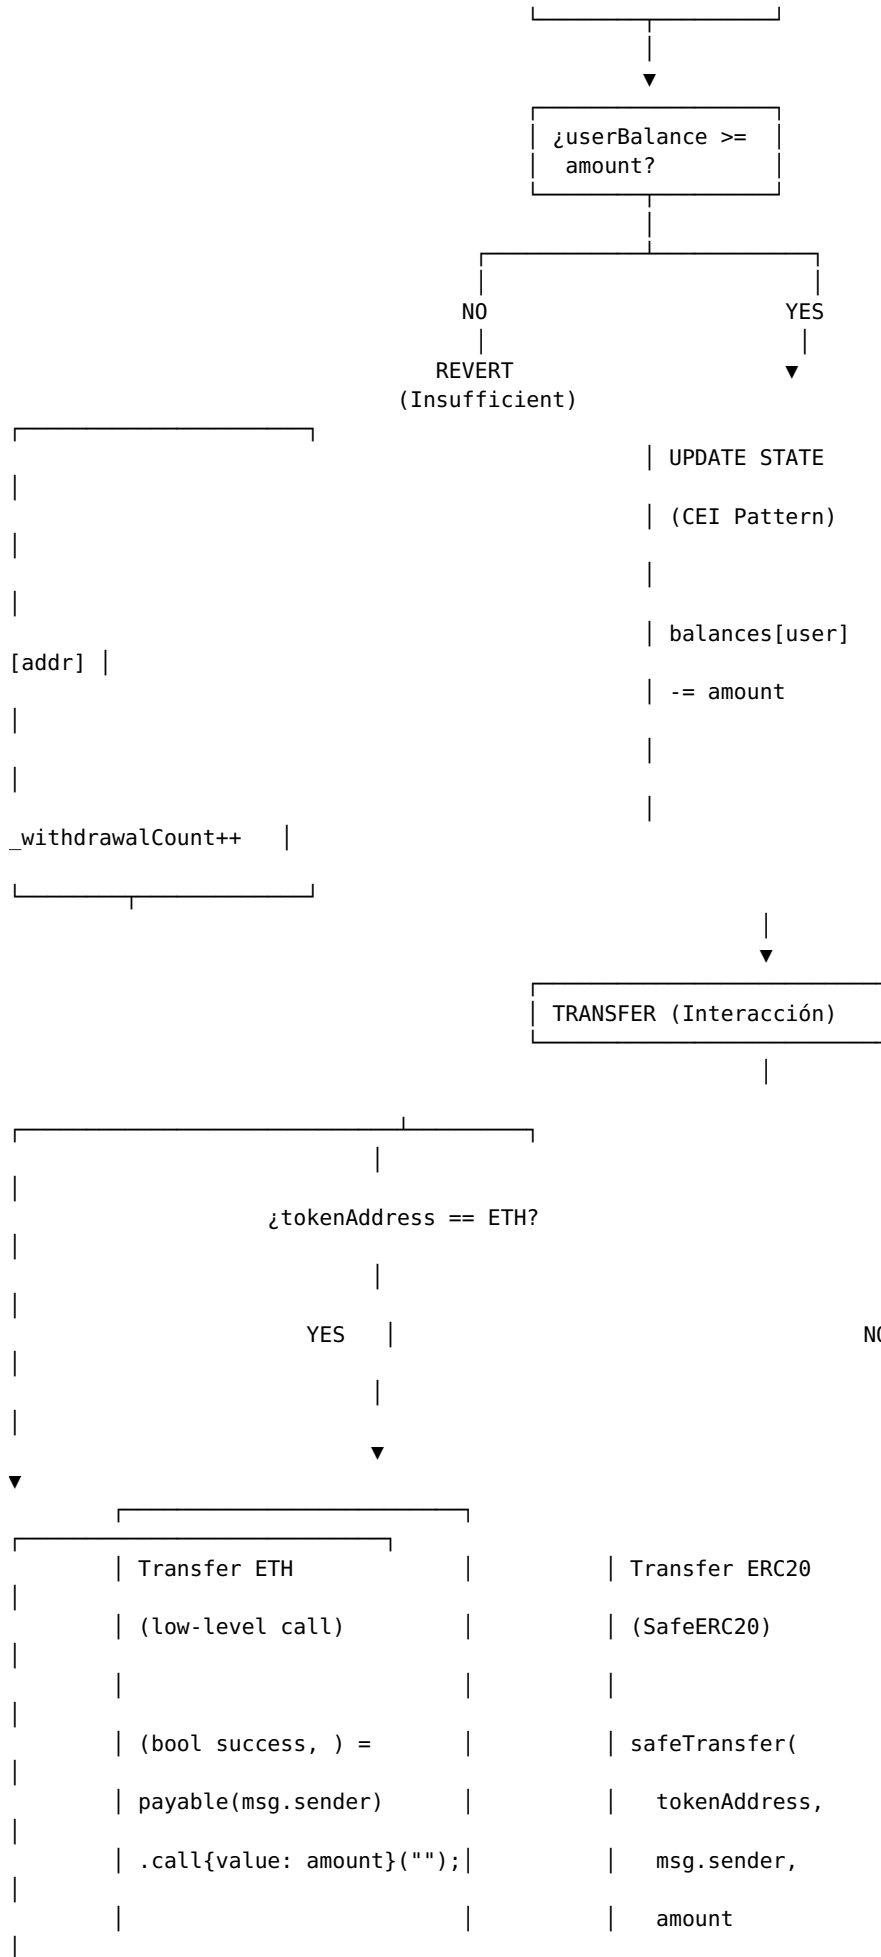 ¿userBalance >=
amount?
NO YES
REVERT
(Insufficient)
UPDATE STATE
(CEI Pattern)
balances[user]
[addr]
-= amount
_withdrawalCount++
TRANSFER (Interacción)
¿tokenAddress == ETH?
YES
Transfer ETH Transfer ERC20
(low-level call) (SafeERC20)
(bool success, ) = safeTransfer(
payable(msg.sender) tokenAddress,
.call{value: amount}(""); msg.sender,
amount